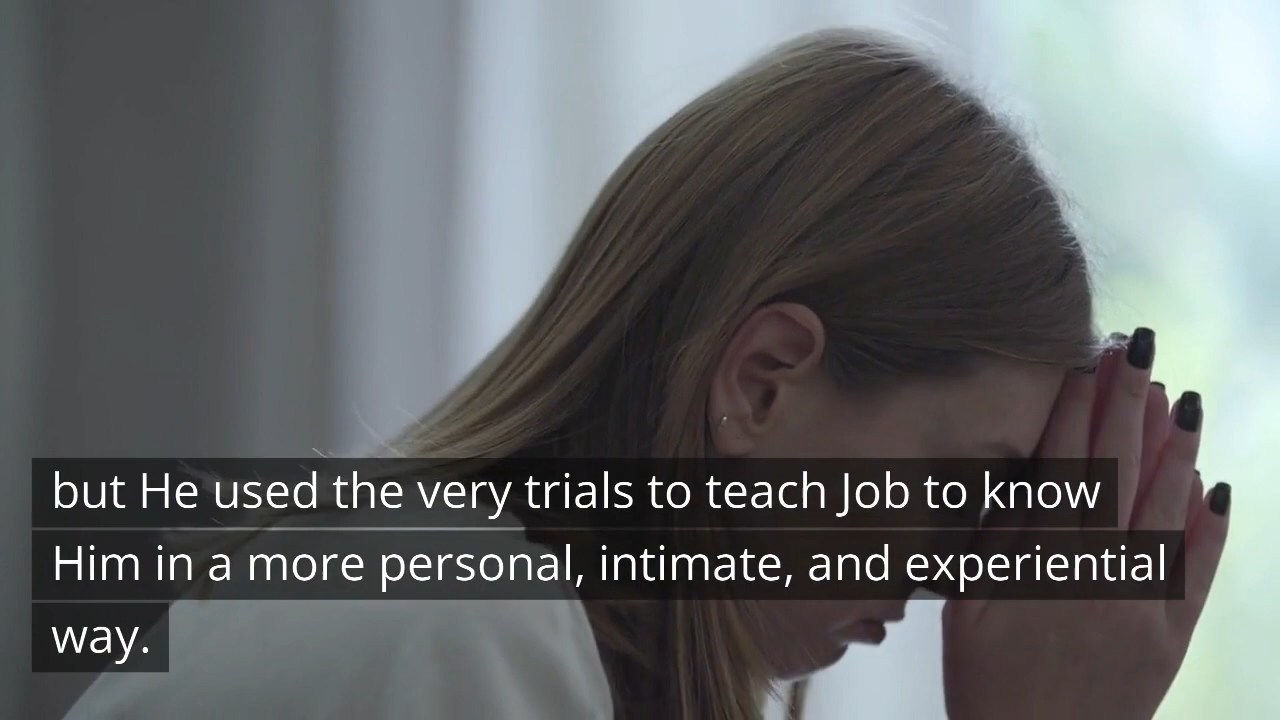 but He used the very trials to teach Job to know
Him in a more personal, intimate, and experiential
way.